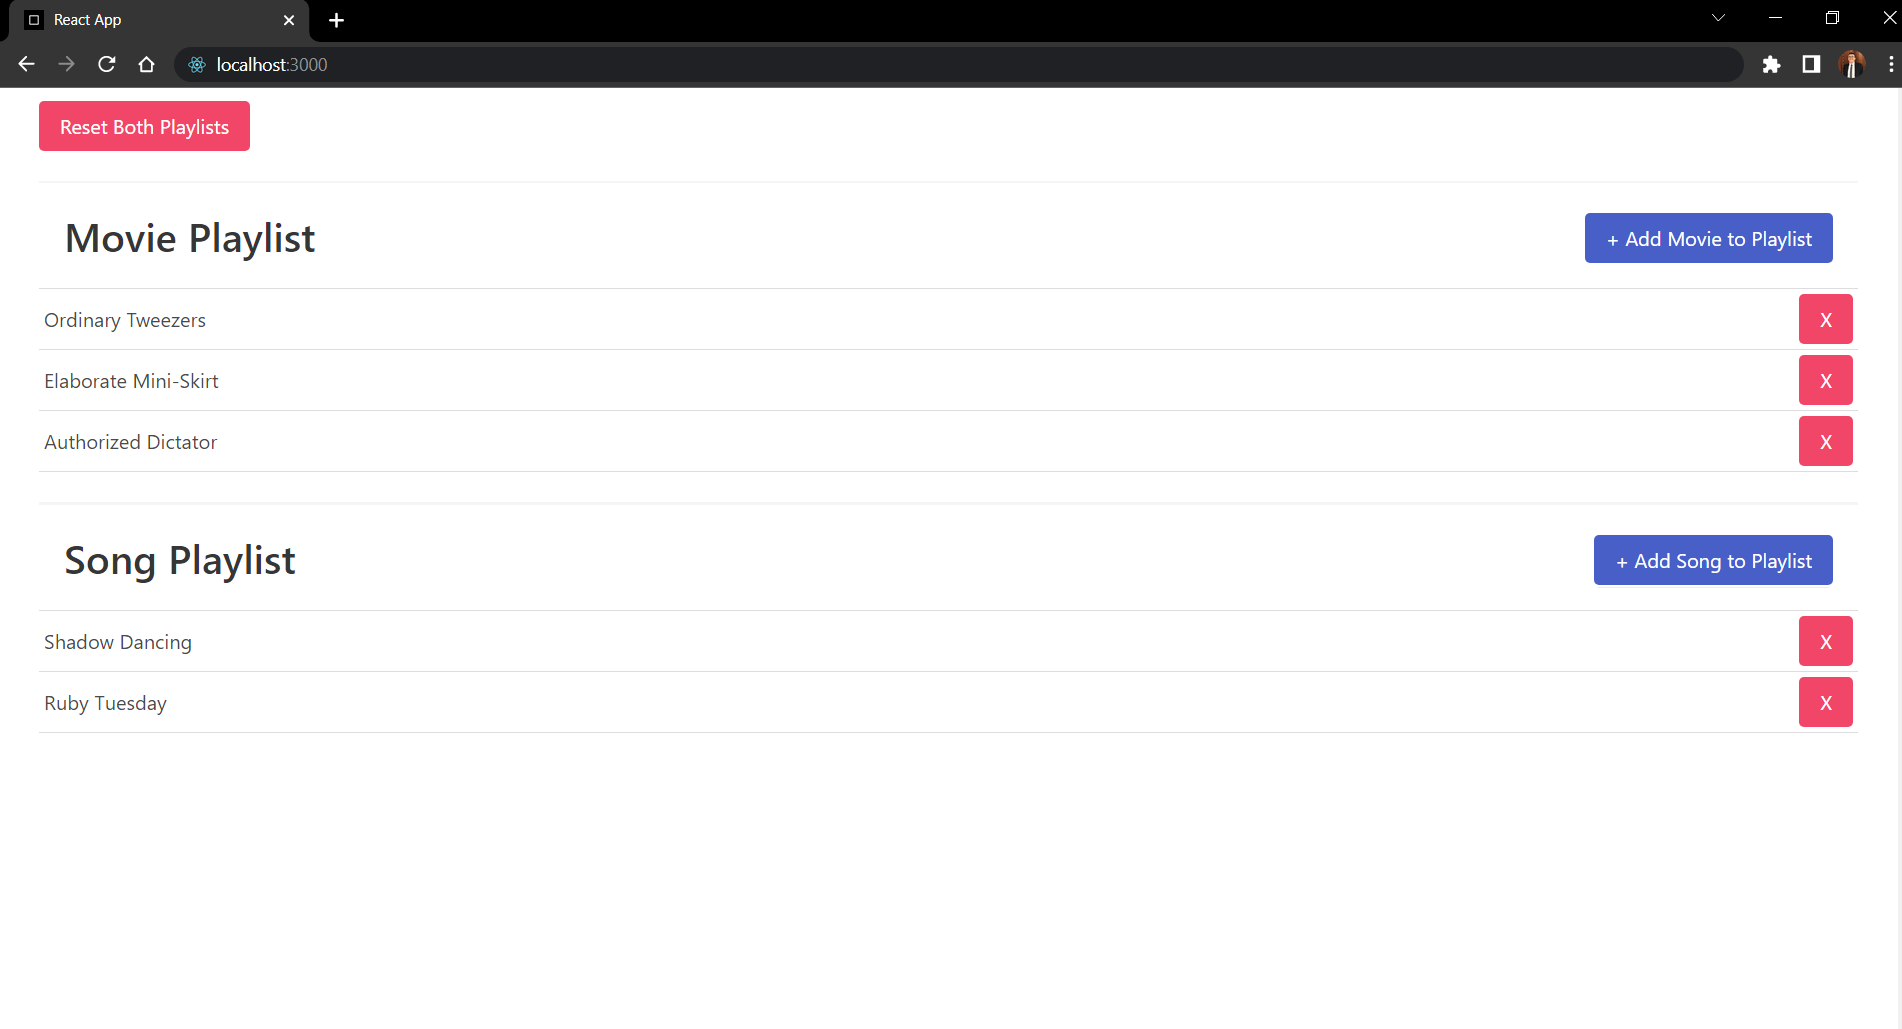 React App
localhost:3000
Reset Both Playlists
Movie Playlist
+ Add Movie to Playlist
Ordinary Tweezers
X
Elaborate Mini-Skirt
X
Authorized Dictator
X
Song Playlist
+ Add Song to Playlist
Shadow Dancing
X
Ruby Tuesday
X